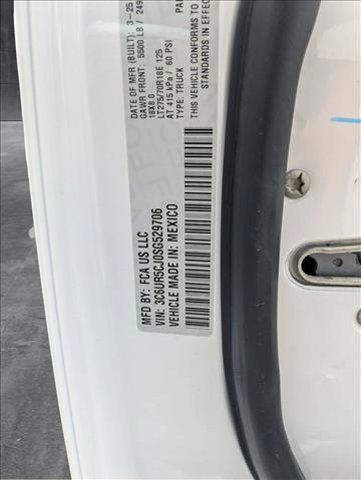 MFD BY: FCA US LLC
VIN: 3C6UR5CJ0SG529706
VEHICLE MADE IN: MEXICO
DATE OF MFR (BUILT): 3-25
GAWR FRONT: 5500 LB / 249
18X8.0
LT275/70R18E 125
AT 415 kPa / 60 PSI
TYPE: TRUCK
THIS VEHICLE CONFORMS TO
STANDARDS IN EFFEC